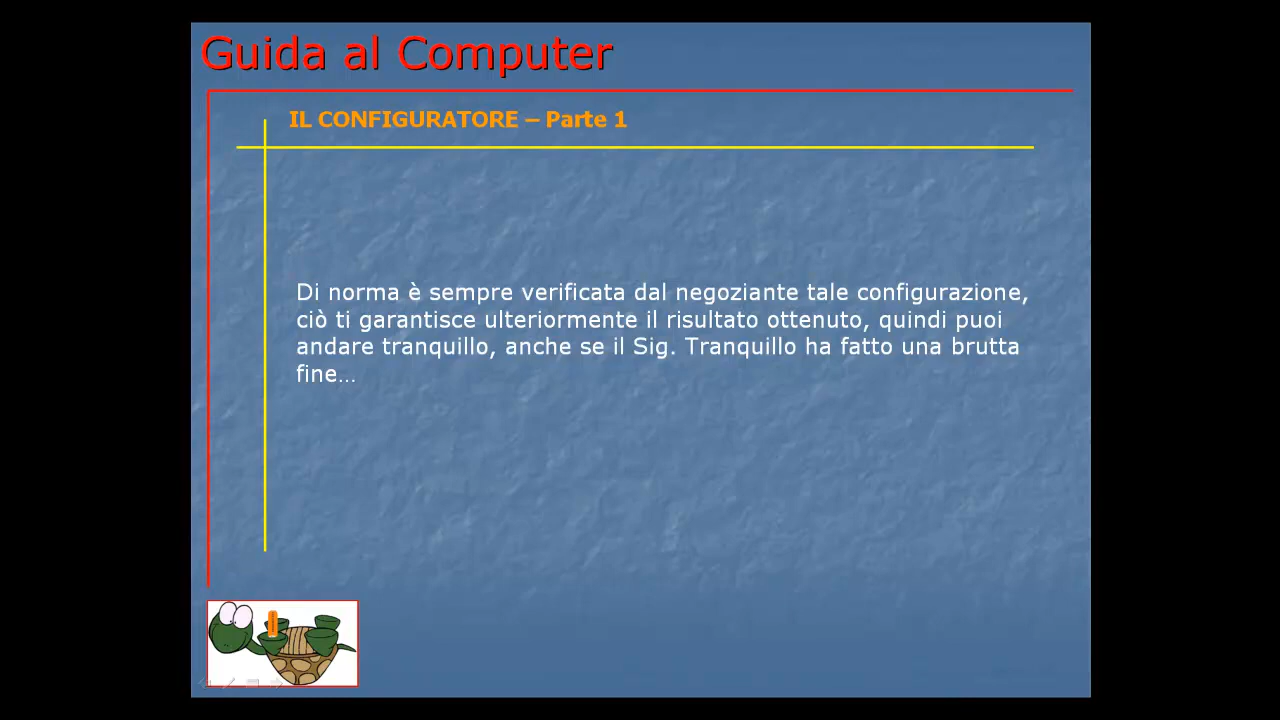 Guida al Computer
IL CONFIGURATORE – Parte 1
Di norma è sempre verificata dal negoziante tale configurazione,
ciò ti garantisce ulteriormente il risultato ottenuto, quindi puoi
andare tranquillo, anche se il Sig. Tranquillo ha fatto una brutta
fine…